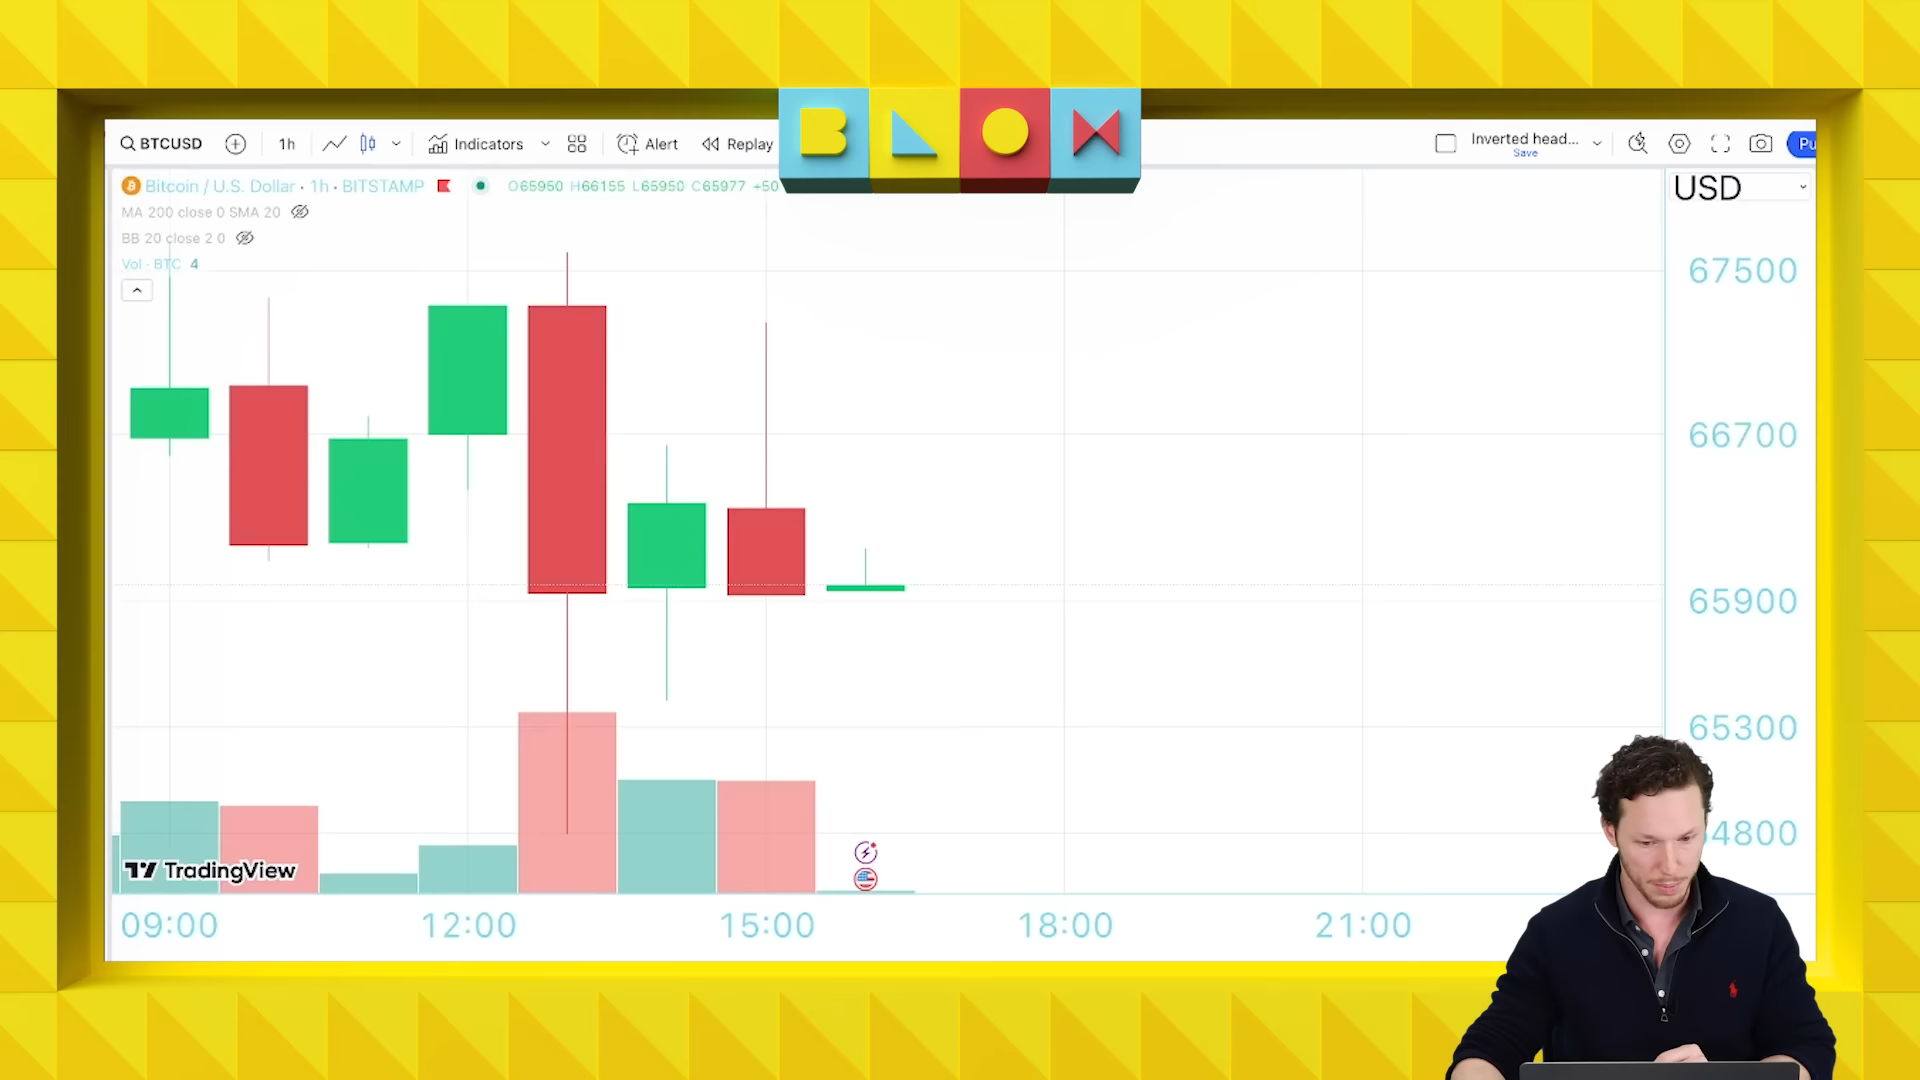 BLOX
BTCUSD 1h Indicators Alert Replay Inverted head... Save
Bitcoin / U.S. Dollar · 1h · BITSTAMP O65950 H66155 L65950 C65977 +50
USD
MA 200 close 0 SMA 20
BB 20 close 2 0
Vol · BTC 4
67500
66700
65900
65300
TradingView
09:00 12:00 15:00 18:00 21:00